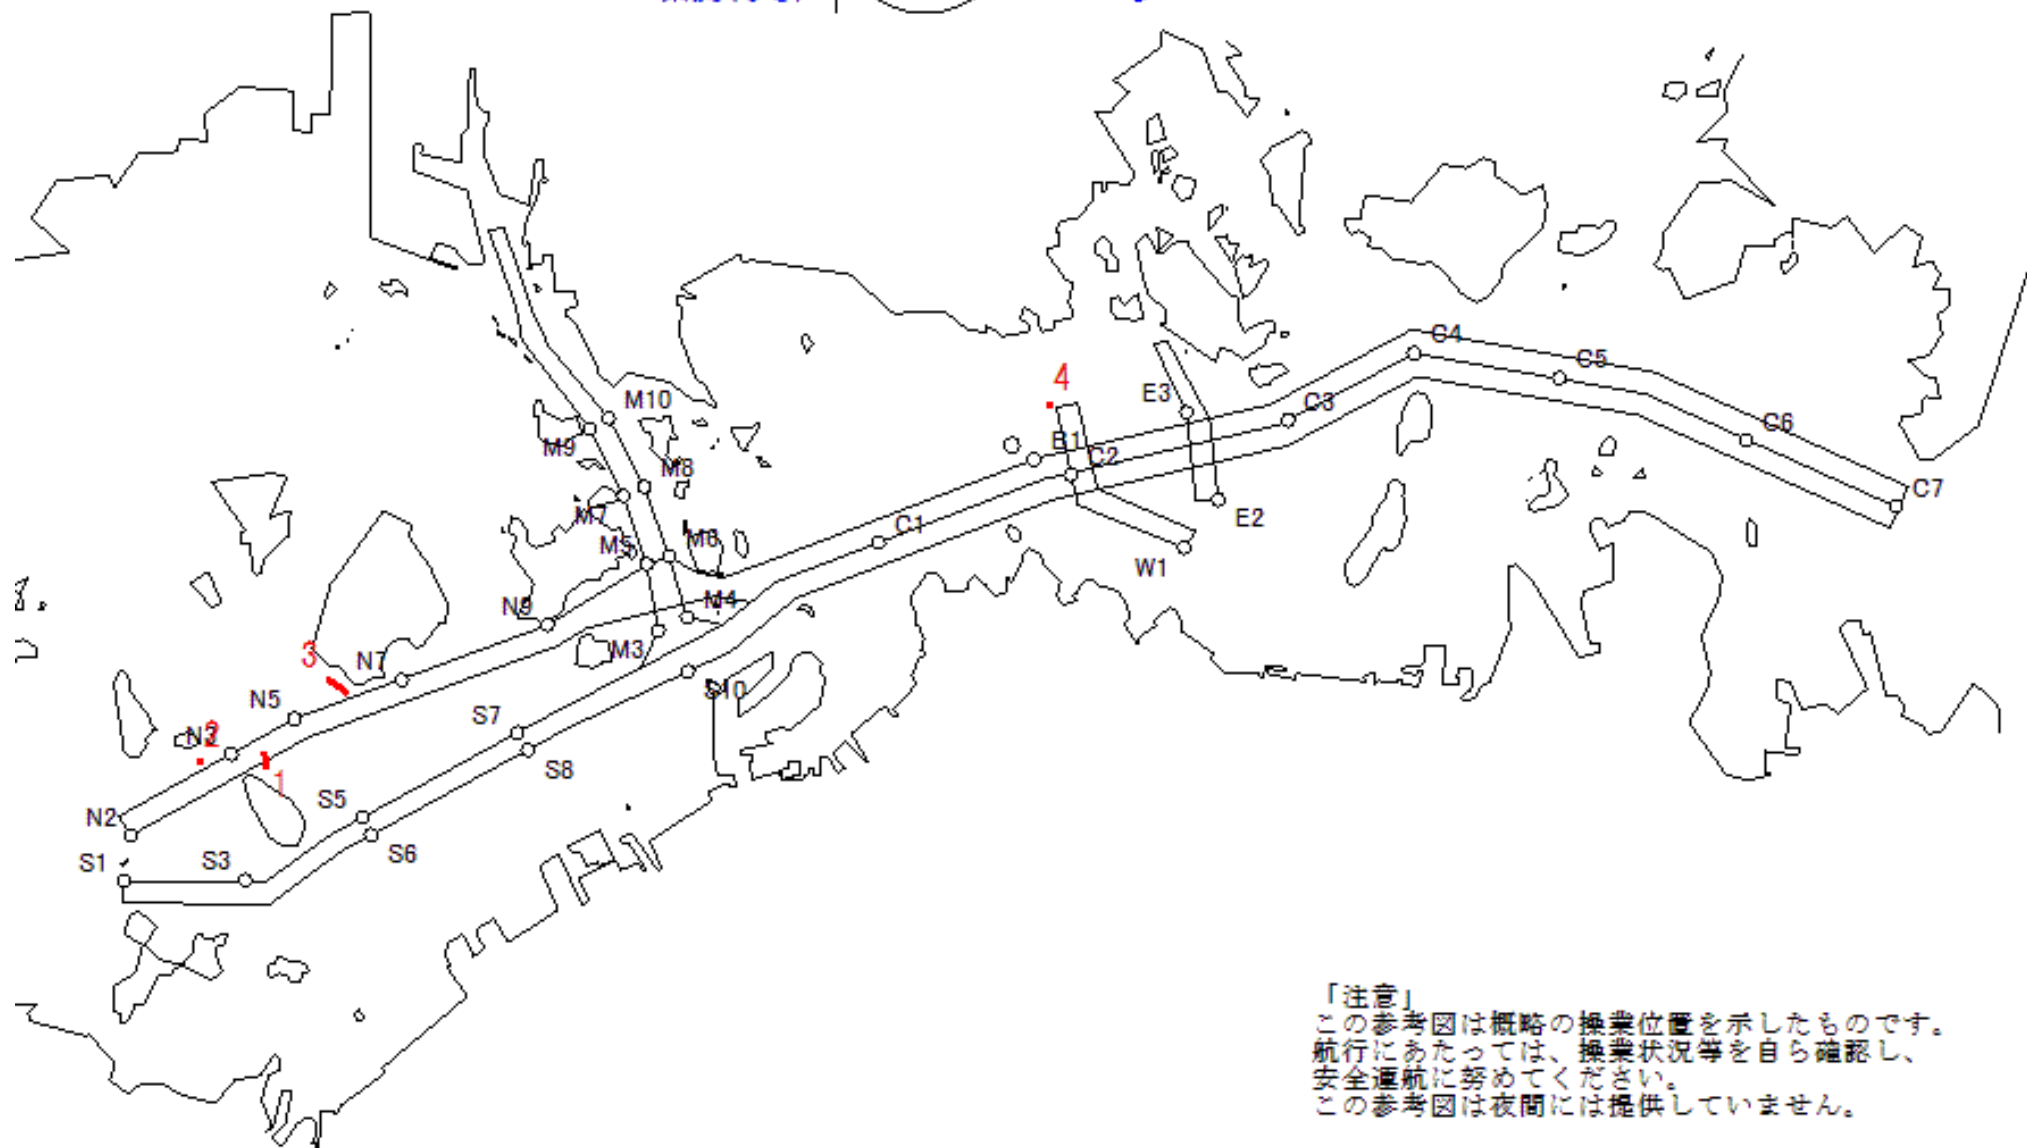 C4
C5
4
E3
C3
M10
C6
B1
M9
C2
M8
C7
M7
E2
C1
M6
M5
W1
N9
M4
3
M3
N7
S10
N5
S7
2
S8
1
S5
N2
S6
S1
S3
「注意」
この参考図は概略の操業位置を示したものです。
航行にあたっては、操業状況等を自ら確認し、
安全運航に努めてください。
この参考図は夜間には提供していません。